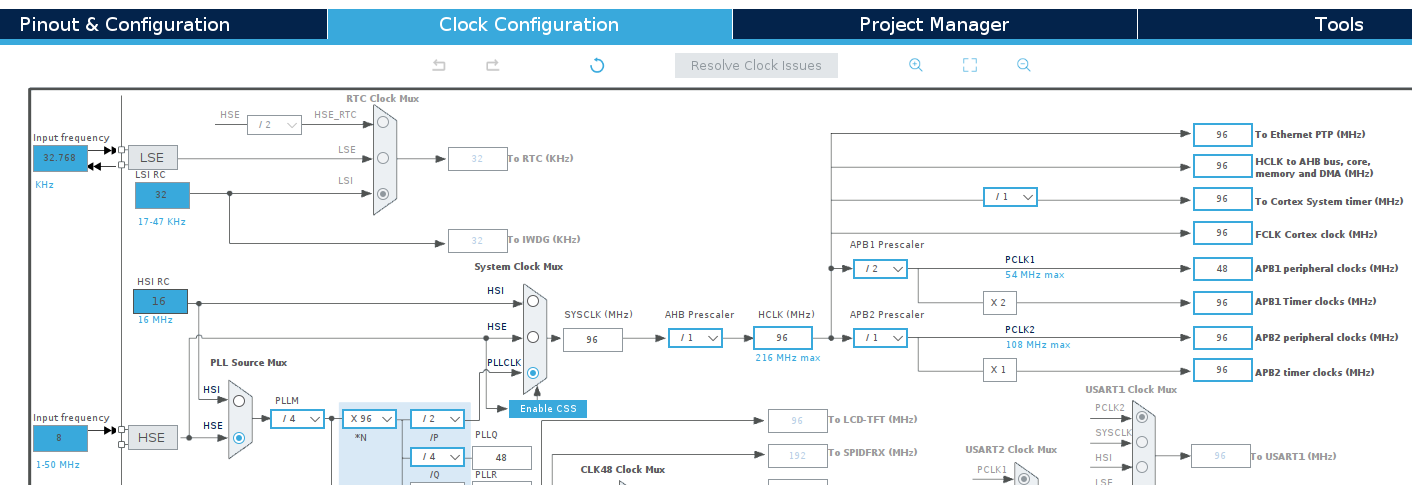 Pinout & Configuration
Clock Configuration
Project Manager
Tools
Resolve Clock Issues
RTC Clock Mux
HSE
/ 2
HSE_RTC
Input frequency
32.768
KHz
LSE
LSE
32
To RTC (KHz)
LSI RC
32
17-47 KHz
LSI
32
To IWDG (KHz)
96
To Ethernet PTP (MHz)
96
HCLK to AHB bus, core,
memory and DMA (MHz)
/ 1
96
To Cortex System timer (MHz)
96
FCLK Cortex clock (MHz)
System Clock Mux
HSI RC
16
16 MHz
HSI
HSE
PLLCLK
SYSCLK (MHz)
96
AHB Prescaler
/ 1
HCLK (MHz)
96
216 MHz max
APB1 Prescaler
/ 2
PCLK1
54 MHz max
48
APB1 peripheral clocks (MHz)
X 2
96
APB1 Timer clocks (MHz)
APB2 Prescaler
/ 1
PCLK2
108 MHz max
96
APB2 peripheral clocks (MHz)
X 1
96
APB2 timer clocks (MHz)
PLL Source Mux
HSI
HSE
PLLM
/ 4
X 96
*N
/ 2
/P
PLLQ
/ 4
48
/Q
PLLR
Enable CSS
Input frequency
8
1-50 MHz
HSE
96
To LCD-TFT (MHz)
192
To SPIDFRX (MHz)
CLK48 Clock Mux
USART1 Clock Mux
PCLK2
SYSCLK
HSI
LSE
96
To USART1 (MHz)
USART2 Clock Mux
PCLK1